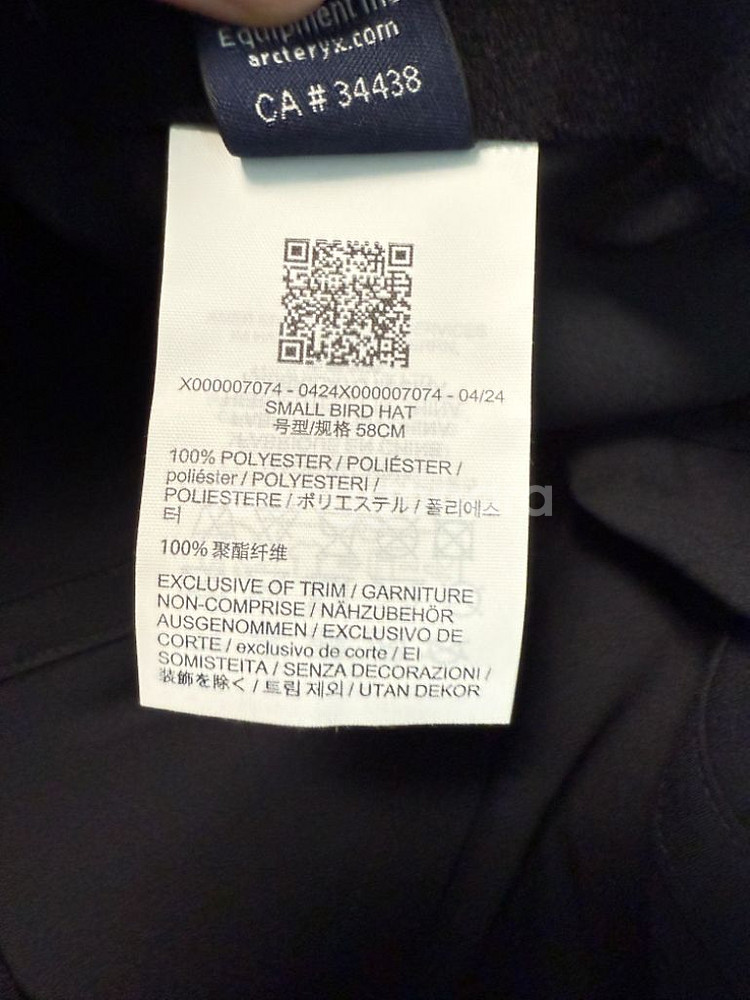 Equipment Inc
arcteryx.com
CA # 34438
X000007074 - 0424X000007074 - 04/24
SMALL BIRD HAT
号型/规格 58CM
100% POLYESTER / POLIÉSTER /
poliéster / POLYESTERI /
POLIESTERE / ポリエステル / 폴리에스
터
100% 聚酯纤维
EXCLUSIVE OF TRIM / GARNITURE
NON-COMPRISE / NÄHZUBEHÖR
AUSGENOMMEN / EXCLUSIVO DE
CORTE / exclusivo de corte / EI
SOMISTEITA / SENZA DECORAZIONI /
装飾を除く / 트림 제외 / UTAN DEKOR